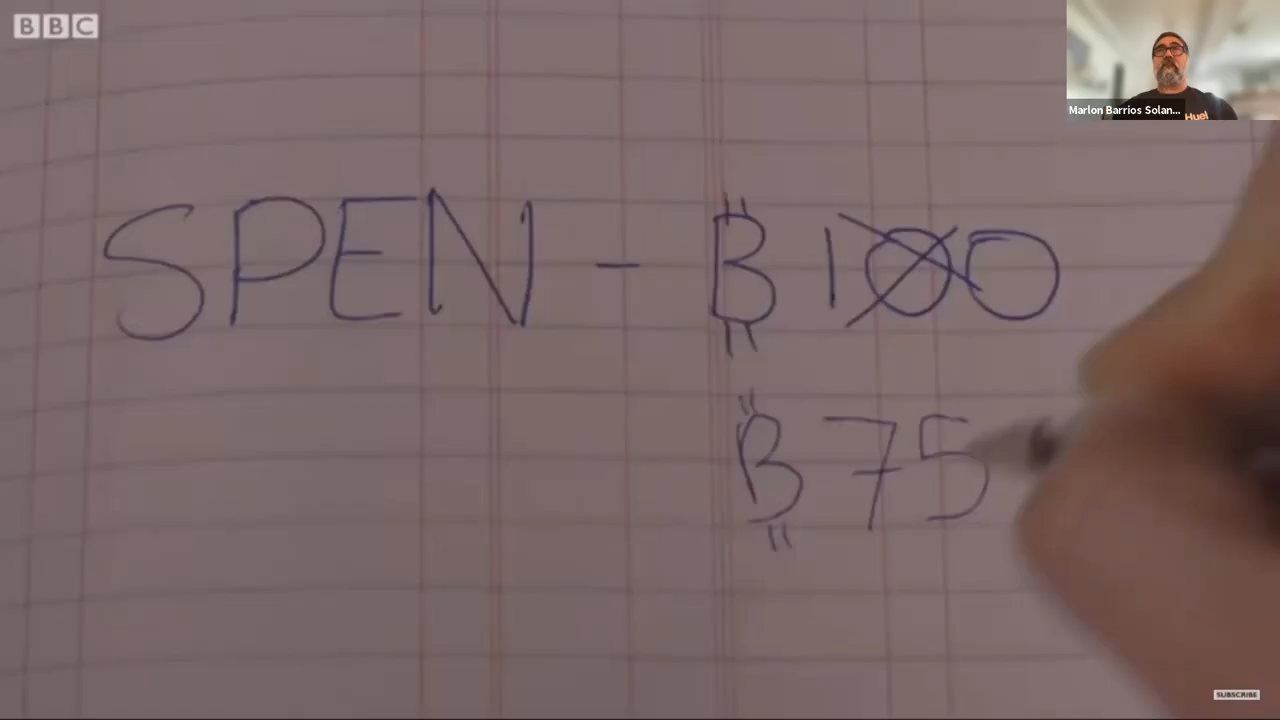 BBC
Huel
Marlon Barrios Solan...
SPEN - ₿ 100
₿ 75
SUBSCRIBE